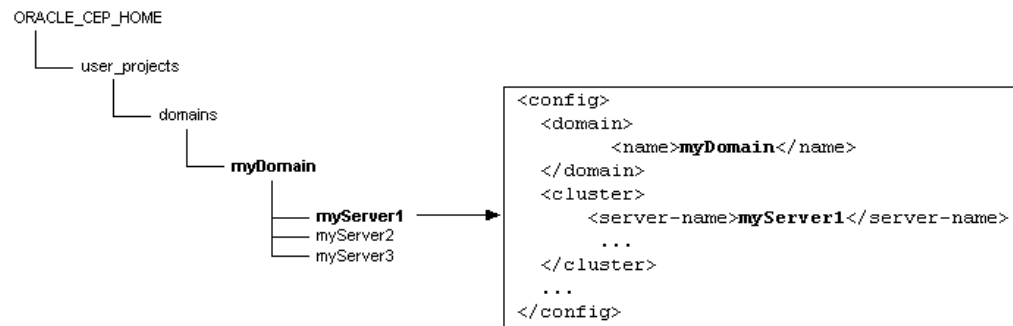 ORACLE_CEP_HOME
user_projects
domains
myDomain
myServer1
myServer2
myServer3
<config>
<domain>
<name>myDomain</name>
</domain>
<cluster>
<server-name>myServer1</server-name>
...
</cluster>
...
</config>